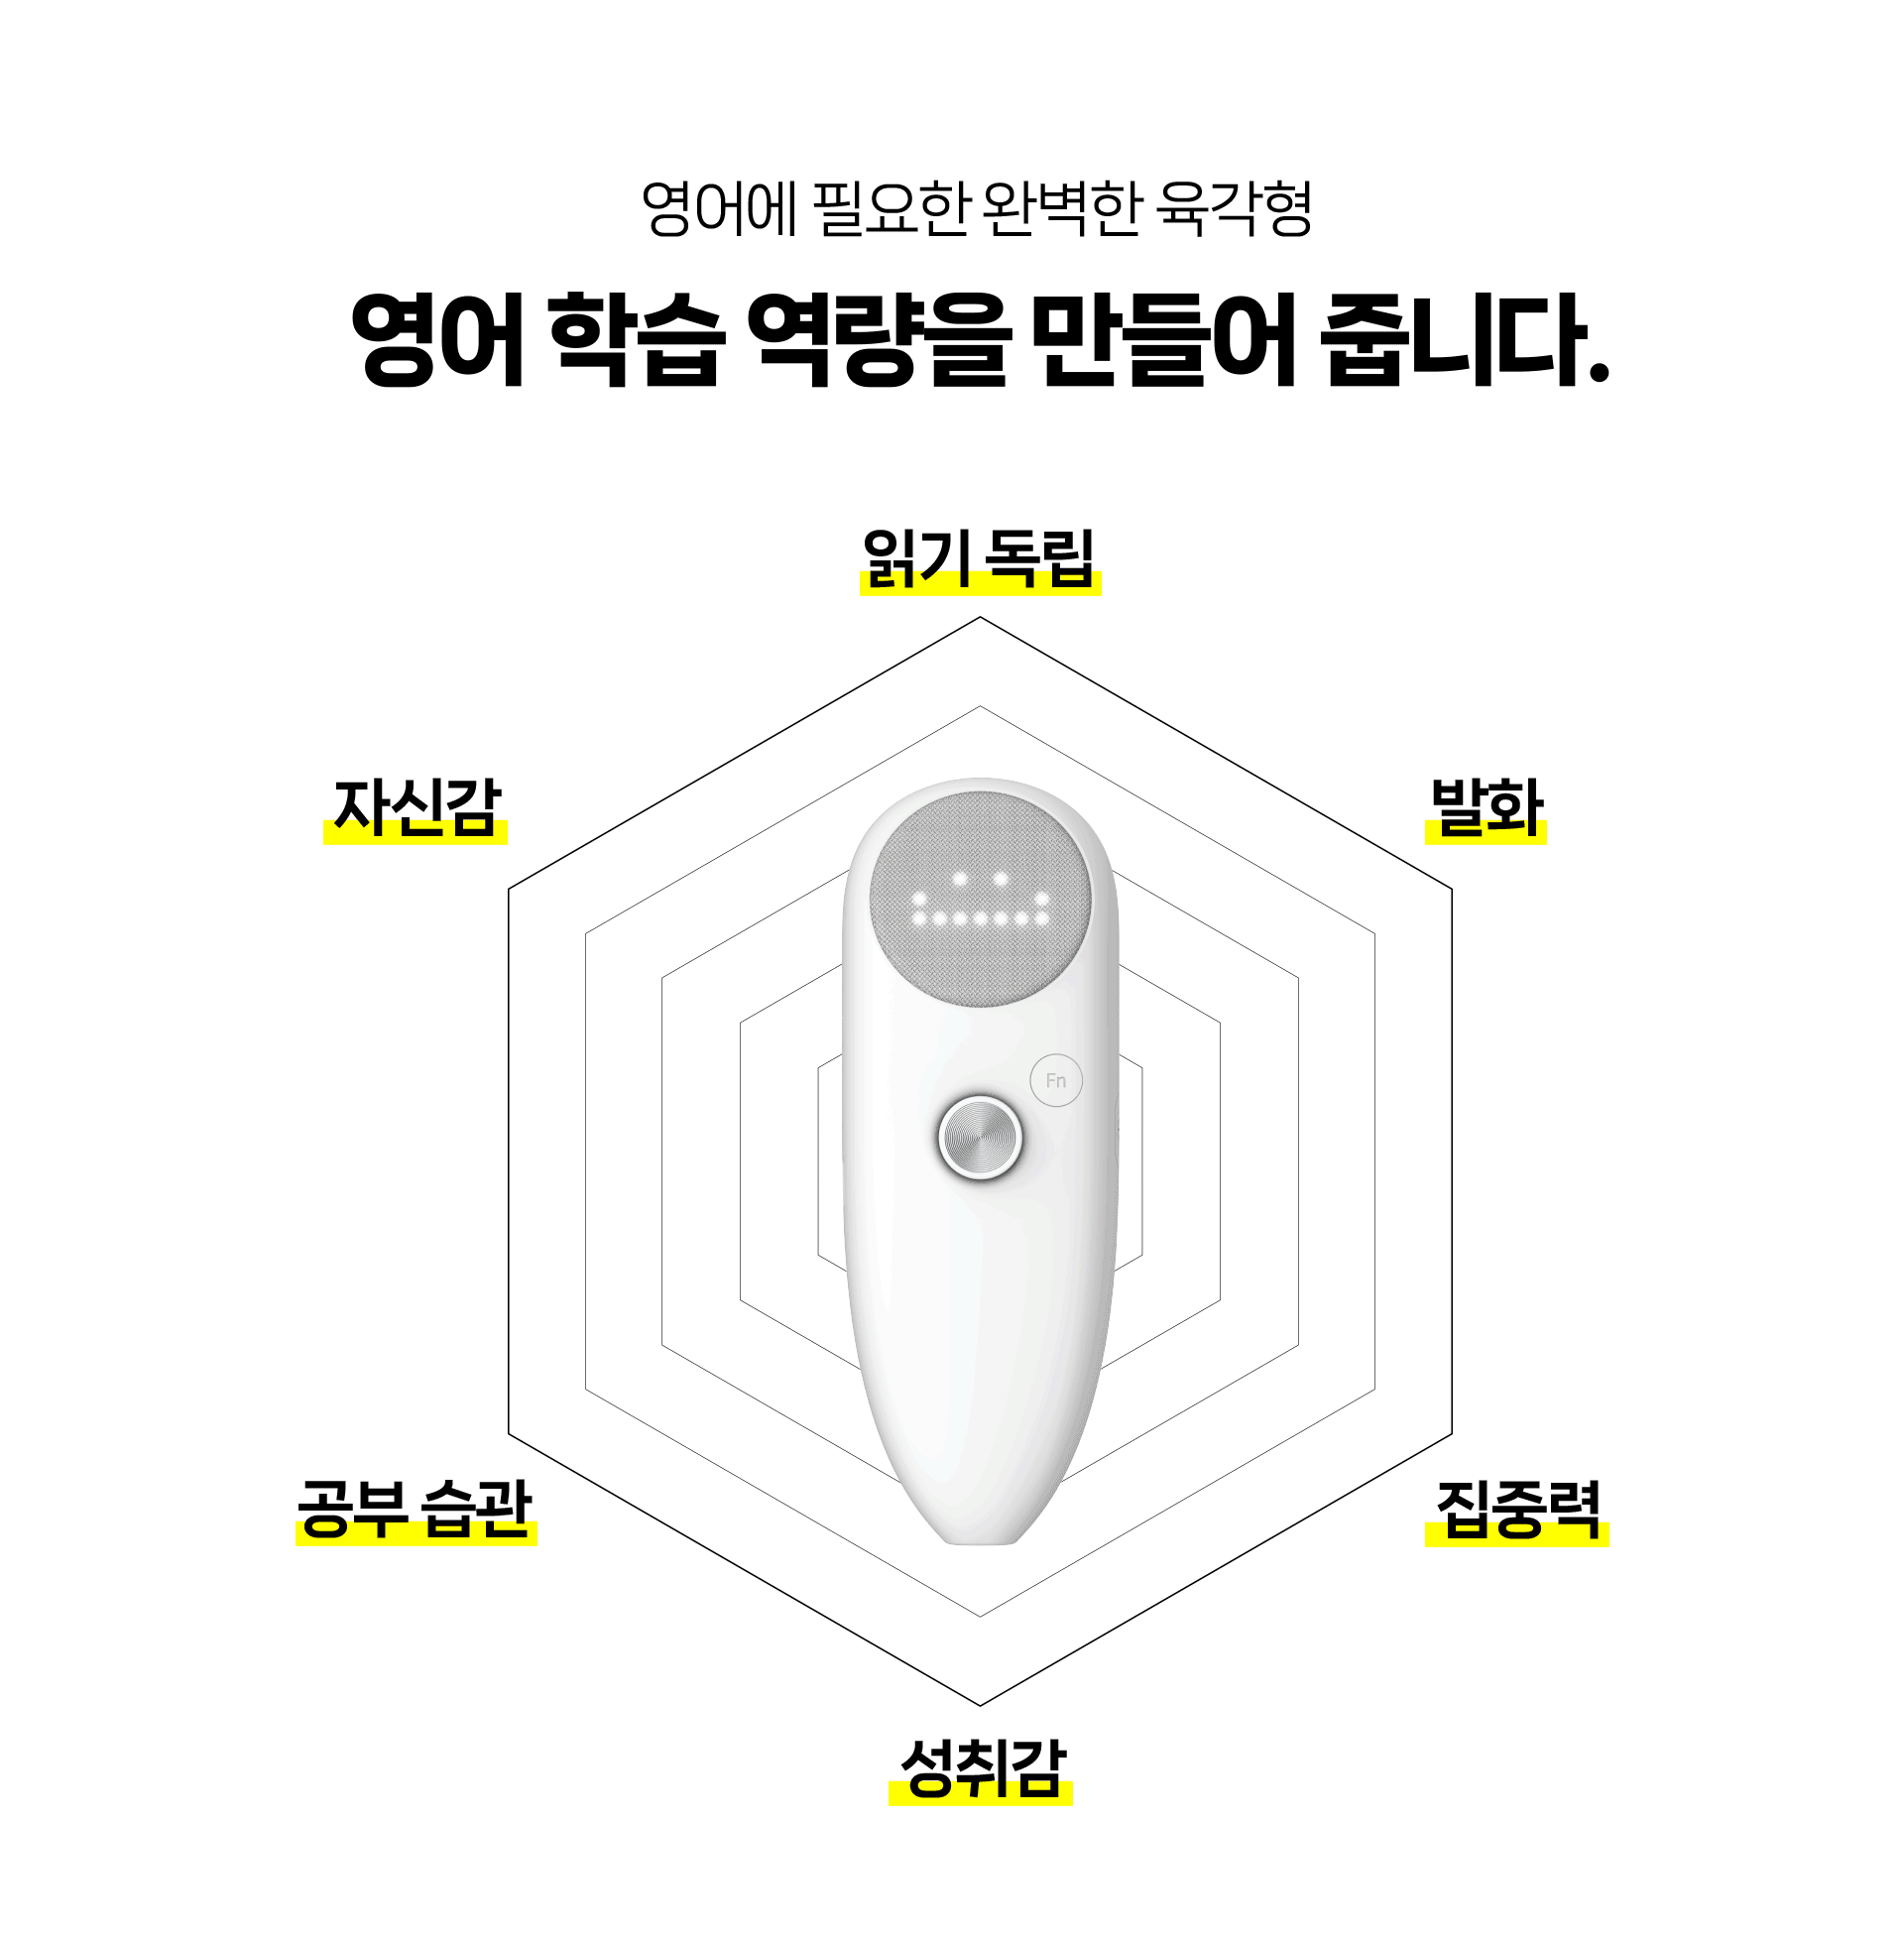 영어에 필요한 완벽한 육각형
영어 학습 역량을 만들어 줍니다.
읽기 독립
자신감
발화
Fn
공부 습관
집중력
성취감